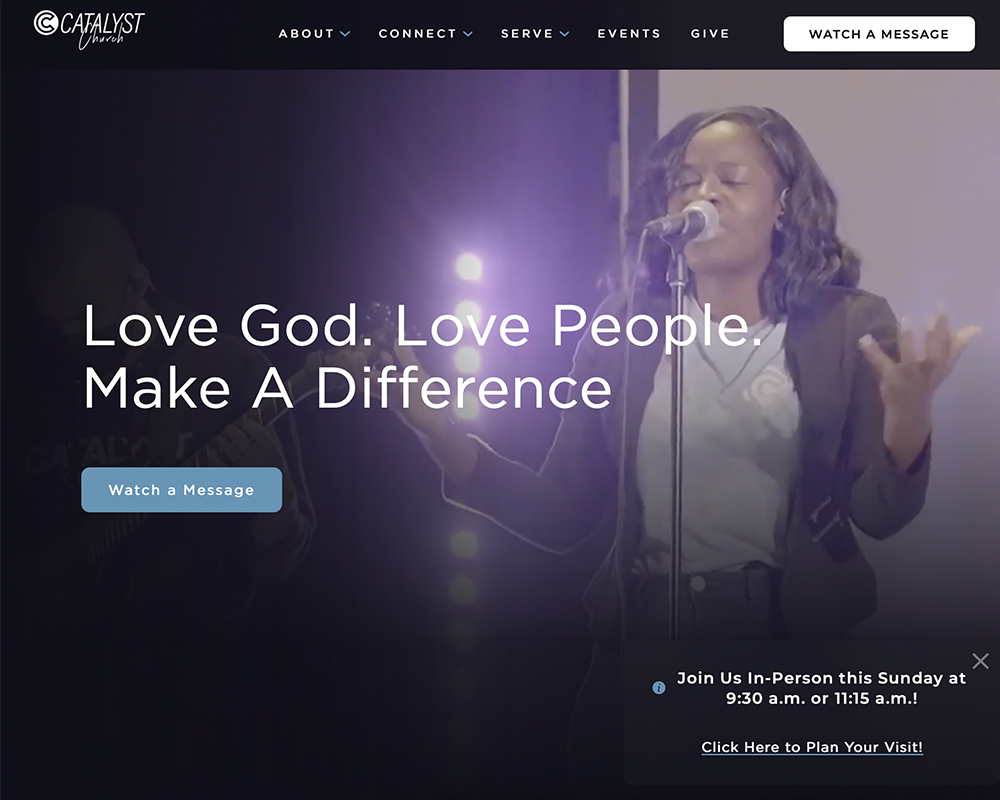 CATALYST
Church
ABOUT CONNECT SERVE EVENTS GIVE WATCH A MESSAGE
Love God. Love People.
Make A Difference
CATALYST
Watch a Message
Join Us In-Person this Sunday at
9:30 a.m. or 11:15 a.m.!
Click Here to Plan Your Visit!